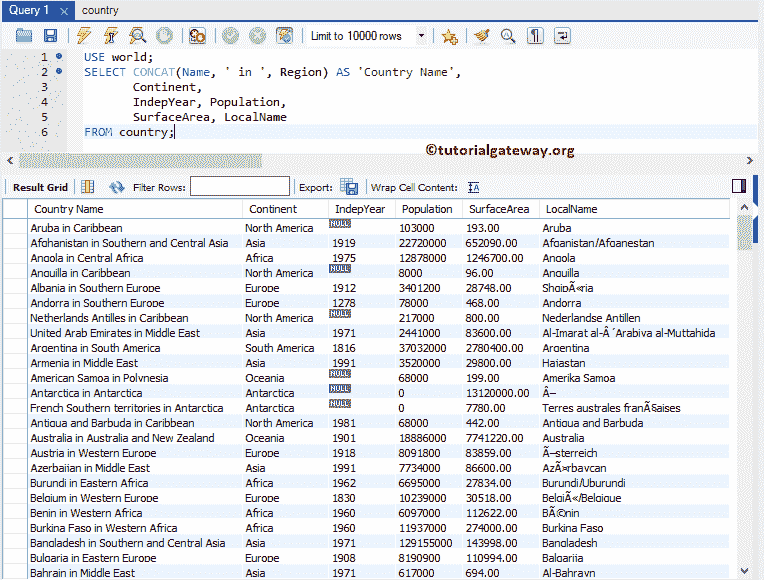 Query 1 country
Limit to 10000 rows
1 USE world;
2 SELECT CONCAT(Name, ' in ', Region) AS 'Country Name',
3 Continent,
4 IndepYear, Population,
5 SurfaceArea, LocalName
6 FROM country;
©tutorialgateway.org
Result Grid Filter Rows: Export: Wrap Cell Content: IA
Country Name Continent IndepYear Population SurfaceArea LocalName
Aruba in Caribbean North America NULL 103000 193.00 Aruba
Afghanistan in Southern and Central Asia Asia 1919 22720000 652090.00 Afganistan/Afqanestan
Angola in Central Africa Africa 1975 12878000 1246700.00 Angola
Anguilla in Caribbean North America NULL 8000 96.00 Anguilla
Albania in Southern Europe Europe 1912 3401200 28748.00 ShqipÃ«ria
Andorra in Southern Europe Europe 1278 78000 468.00 Andorra
Netherlands Antilles in Caribbean North America NULL 217000 800.00 Nederlandse Antillen
United Arab Emirates in Middle East Asia 1971 2441000 83600.00 Al-Imarat al-Â´Arabiya al-Muttahida
Argentina in South America South America 1816 37032000 2780400.00 Argentina
Armenia in Middle East Asia 1991 3520000 29800.00 Hajastan
American Samoa in Polynesia Oceania NULL 68000 199.00 Amerika Samoa
Antarctica in Antarctica Antarctica NULL 0 13120000.00 Â–
French Southern territories in Antarctica Antarctica NULL 0 7780.00 Terres australes franÃ§aises
Antigua and Barbuda in Caribbean North America 1981 68000 442.00 Antigua and Barbuda
Australia in Australia and New Zealand Oceania 1901 18886000 7741220.00 Australia
Austria in Western Europe Europe 1918 8091800 83859.00 Ã–sterreich
Azerbaijan in Middle East Asia 1991 7734000 86600.00 AzÃ»rbaycan
Burundi in Eastern Africa Africa 1962 6695000 27834.00 Burundi/Uburundi
Belgium in Western Europe Europe 1830 10239000 30518.00 BelgiÃ«/Belgique
Benin in Western Africa Africa 1960 6097000 112622.00 BÃ©nin
Burkina Faso in Western Africa Africa 1960 11937000 274000.00 Burkina Faso
Bangladesh in Southern and Central Asia Asia 1971 129155000 143998.00 Bangladesh
Bulgaria in Eastern Europe Europe 1908 8190900 110994.00 Balgarija
Bahrain in Middle East Asia 1971 617000 694.00 Al-Bahrayn